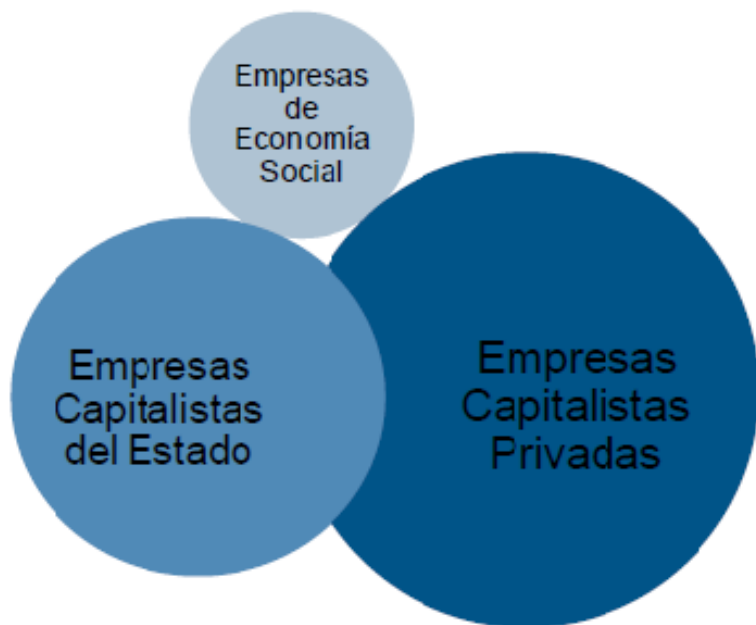 Empresas
de
Economía
Social
Empresas
Capitalistas
del Estado
Empresas
Capitalistas
Privadas